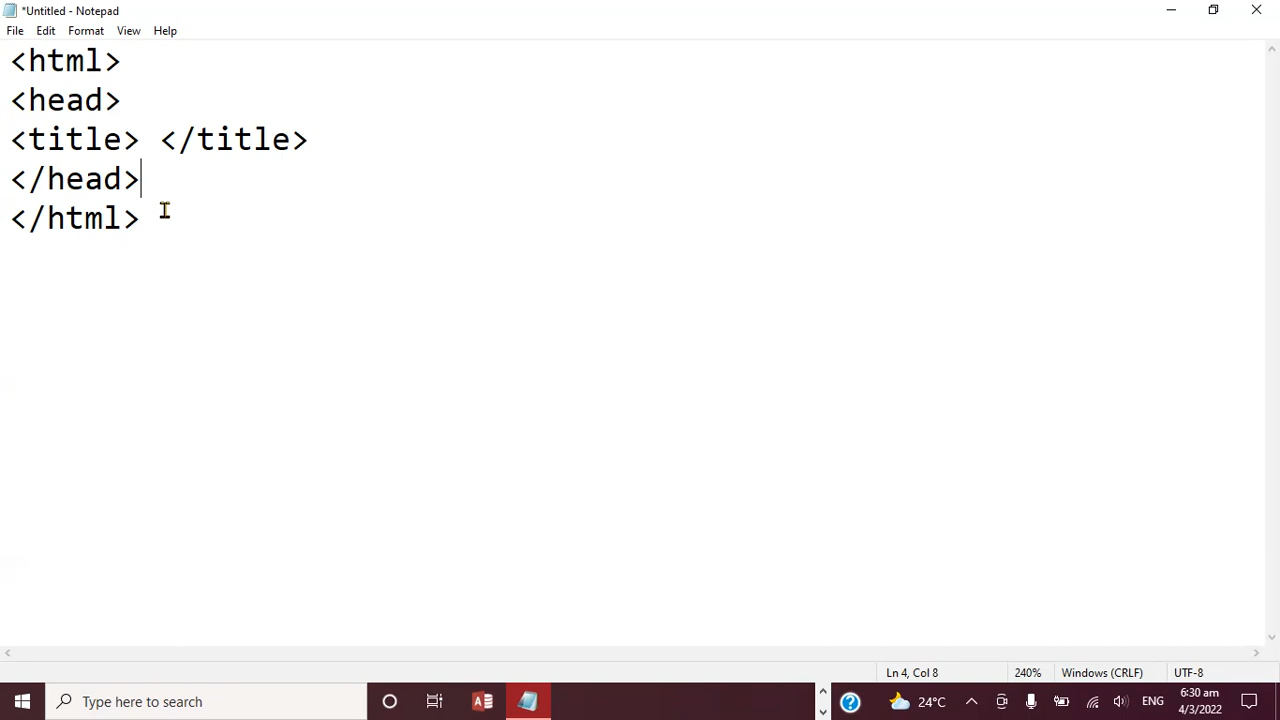 *Untitled - Notepad
File Edit Format View Help
<html>
<head>
<title> </title>
</head>
</html>
Ln 4, Col 8 240% Windows (CRLF) UTF-8
Type here to search
A
?
24°C
ENG
6:30 am
4/3/2022